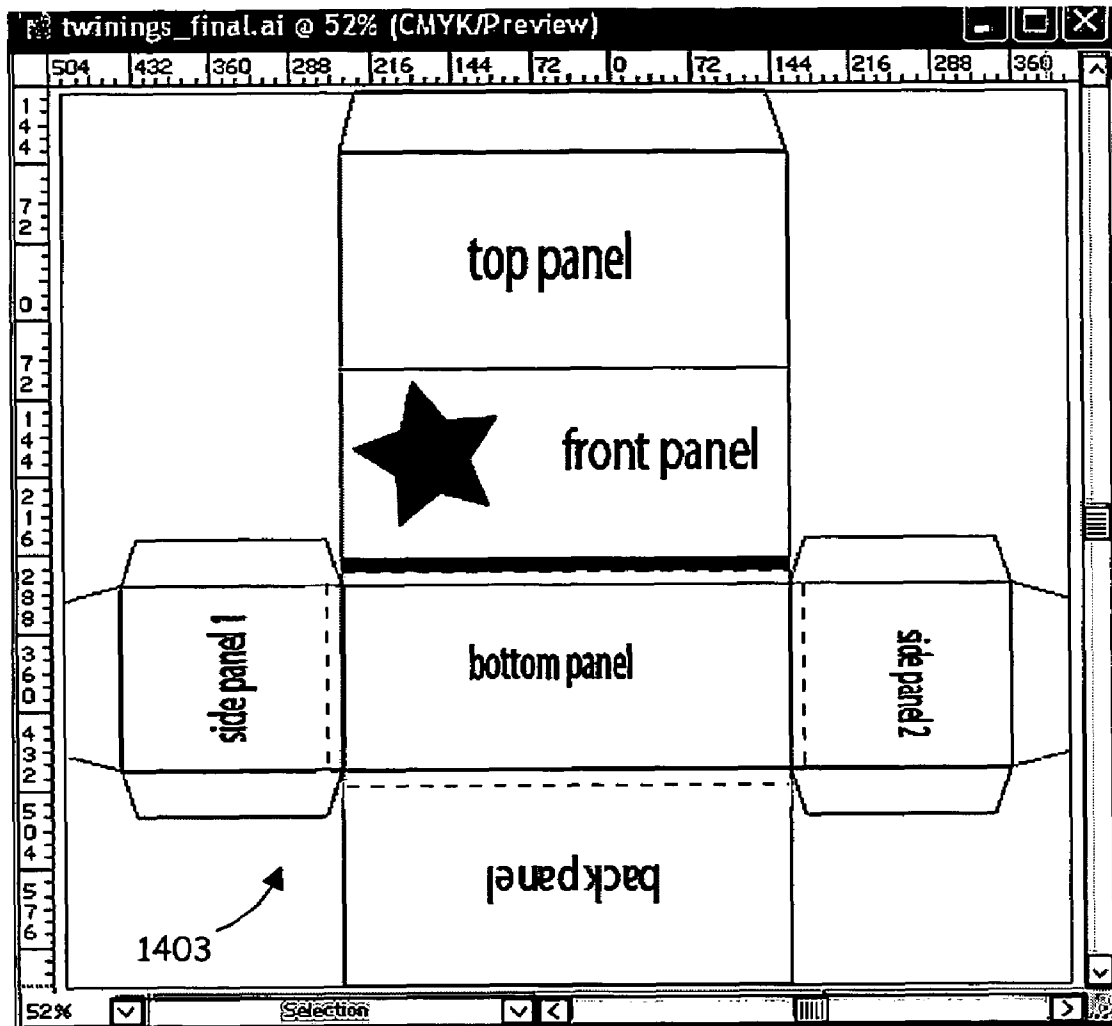 twinings_final.ai @ 52% (CMYK/Preview)
504 432 360 288 216 144 72 0 72 144 216 288 360
144
72
0
72
144
216
288
360
432
504
576
top panel
front panel
side panel 1
bottom panel
side panel 2
back panel
1403
52% Selection